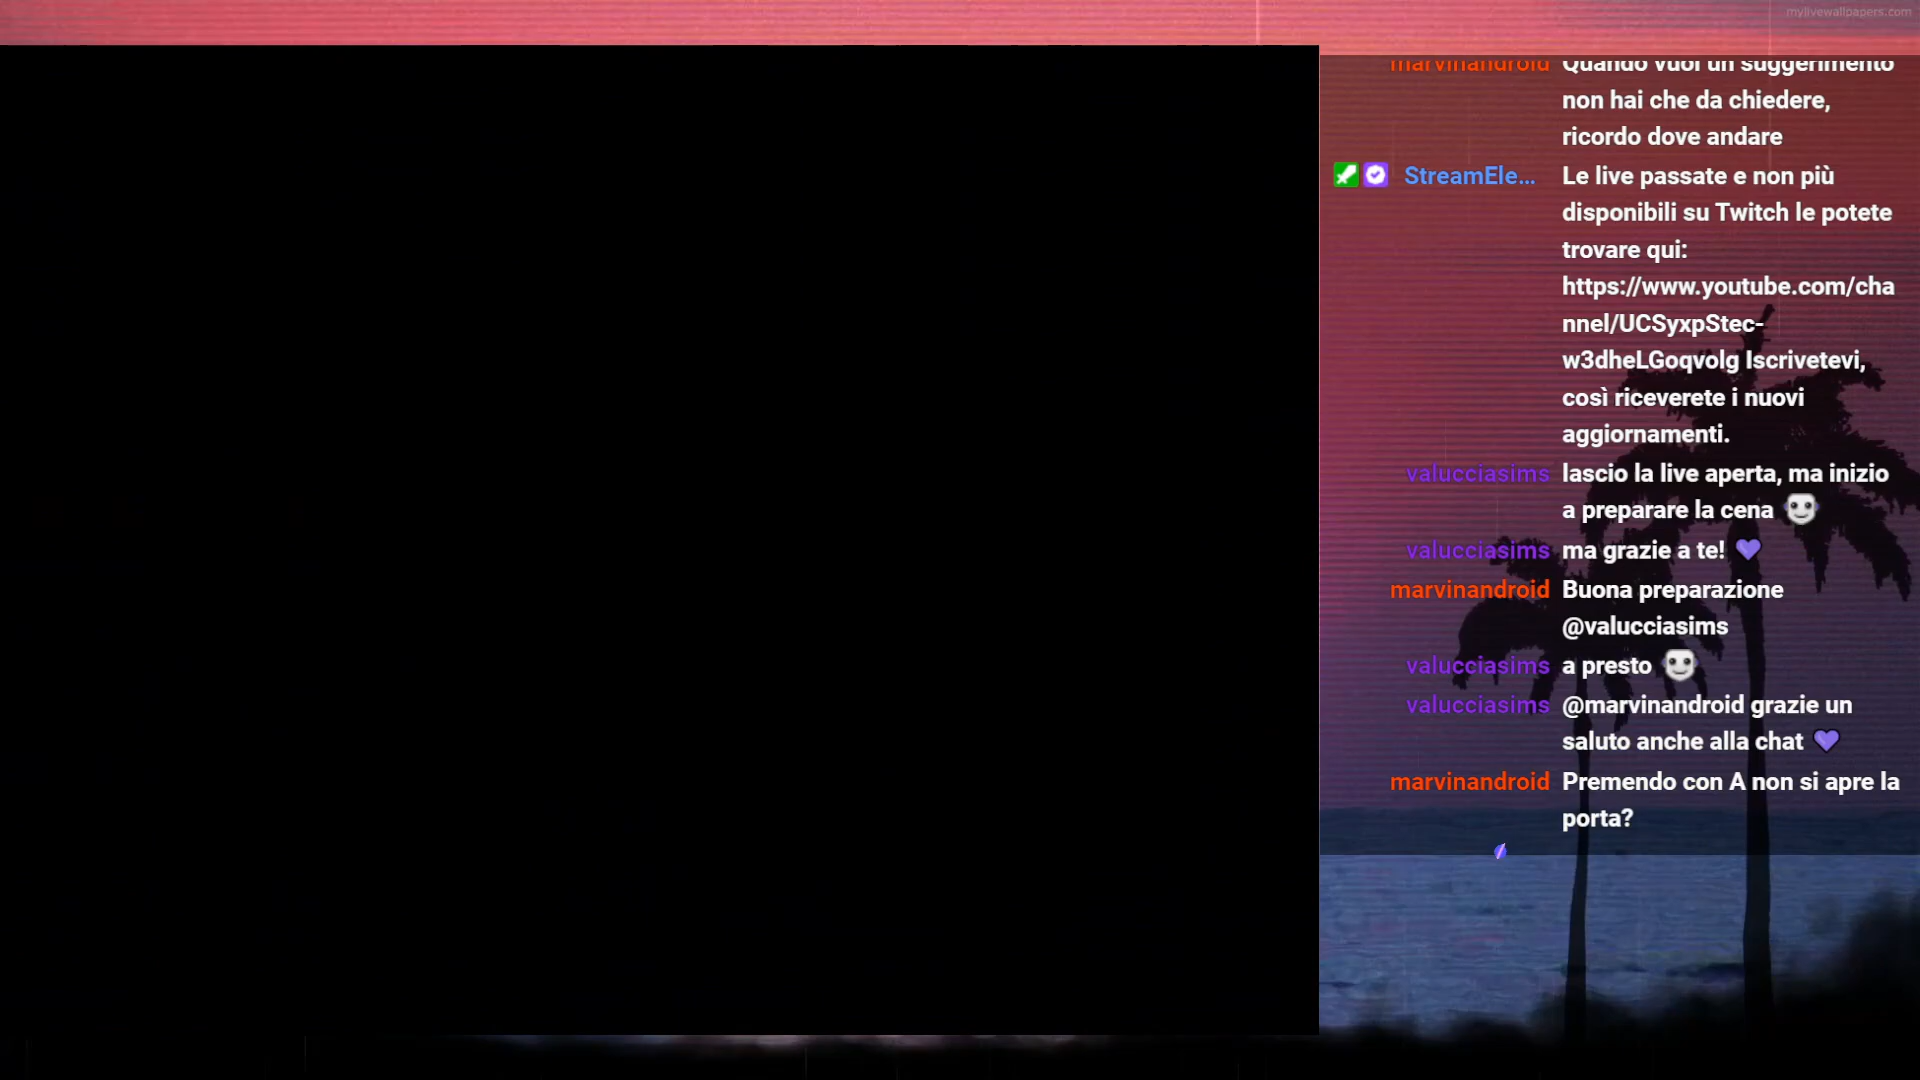 mylivewallpapers.com
marvinandroid Quando vuoi un suggerimento
non hai che da chiedere,
ricordo dove andare
StreamEle... Le live passate e non più
disponibili su Twitch le potete
trovare qui:
https://www.youtube.com/cha
nnel/UCSyxpStec-
w3dheLGoqvolg Iscrivetevi,
così riceverete i nuovi
aggiornamenti.
valucciasims lascio la live aperta, ma inizio
a preparare la cena
valucciasims ma grazie a te!
marvinandroid Buona preparazione
@valucciasims
valucciasims a presto
valucciasims @marvinandroid grazie un
saluto anche alla chat
marvinandroid Premendo con A non si apre la
porta?